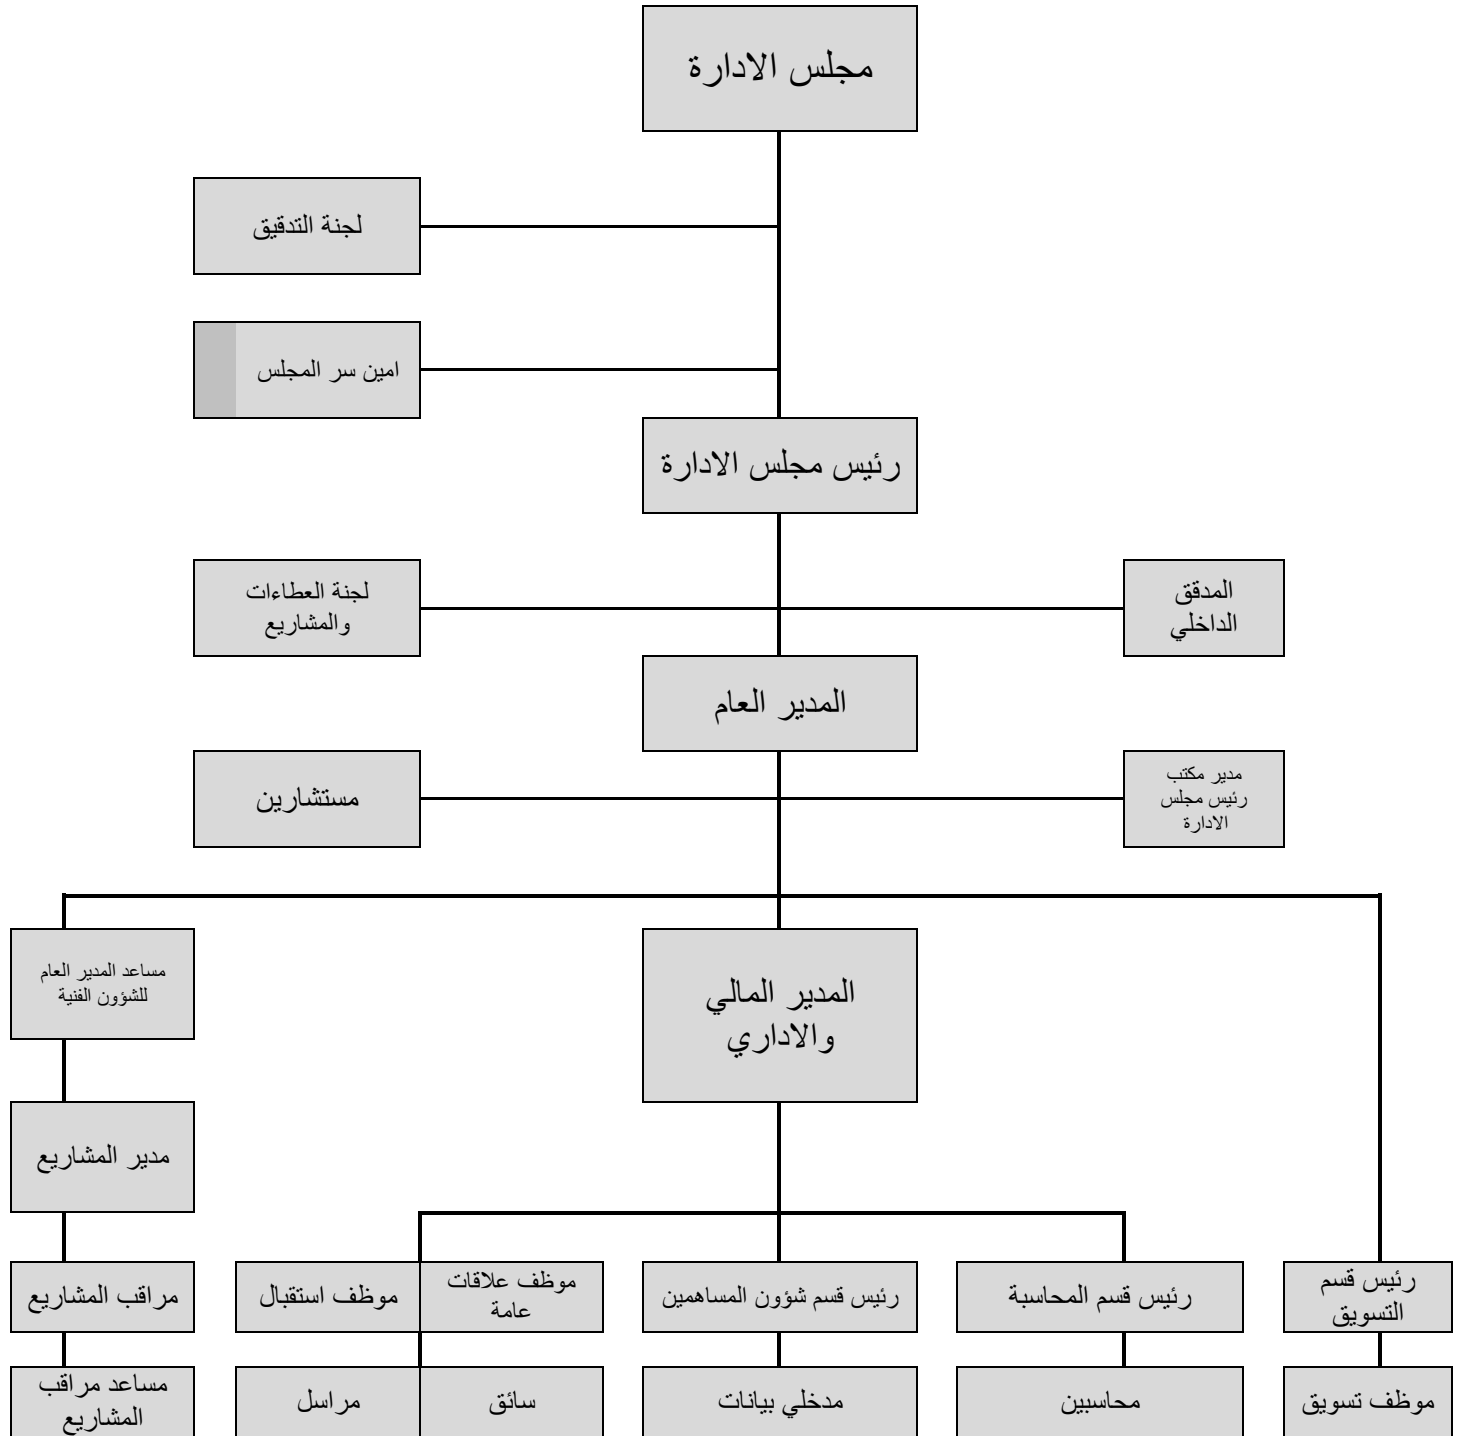 مجلس الادارة
لجنة التدقيق
امين سر المجلس
رئيس مجلس الادارة
المدقق
الداخلي
لجنة العطاءات
والمشاريع
المدير العام
مدير مكتب
رئيس مجلس
الادارة
مستشارين
المدير المالي
والاداري
مساعد المدير العام
للشؤون الفنية
مدير المشاريع
رئيس قسم
التسويق
رئيس قسم المحاسبة
رئيس قسم شؤون المساهمين
موظف علاقات
عامة
موظف استقبال
مراقب المشاريع
موظف تسويق
محاسبين
مدخلي بيانات
سائق
مراسل
مساعد مراقب
المشاريع